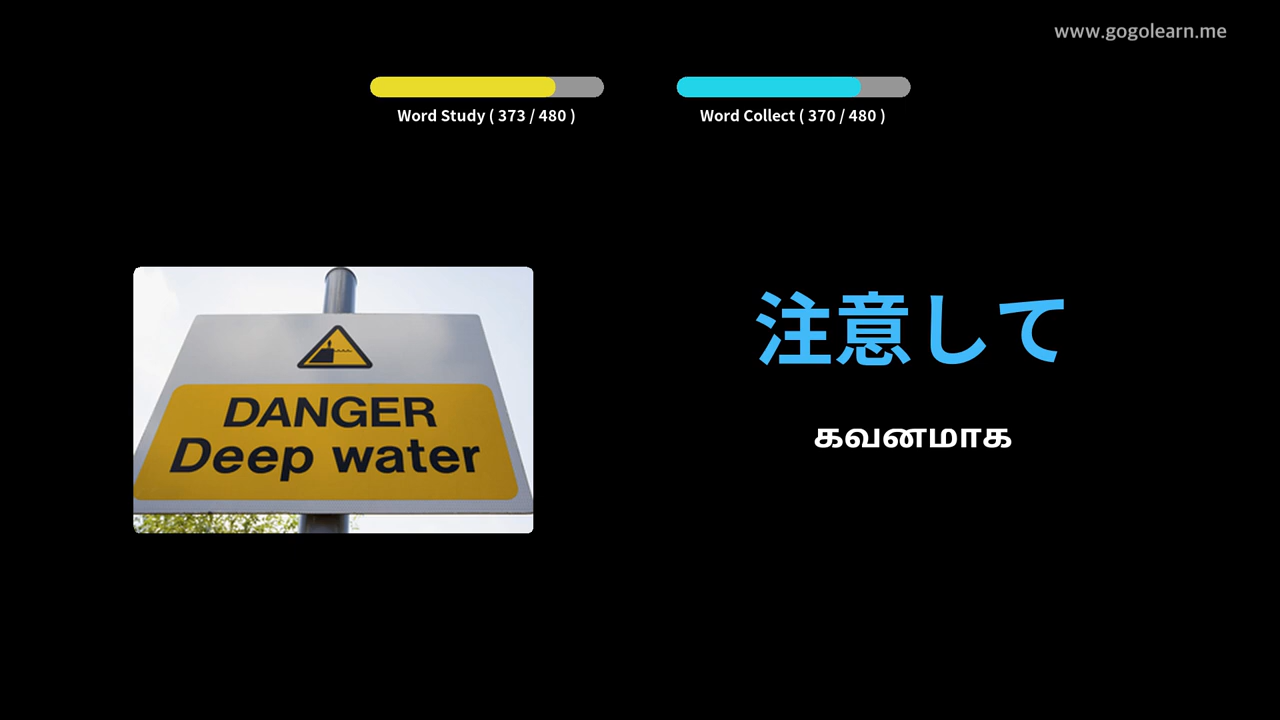 www.gogolearn.me
Word Study ( 373 / 480 )
Word Collect ( 370 / 480 )
DANGER
Deep water
注意して
கவனமாக